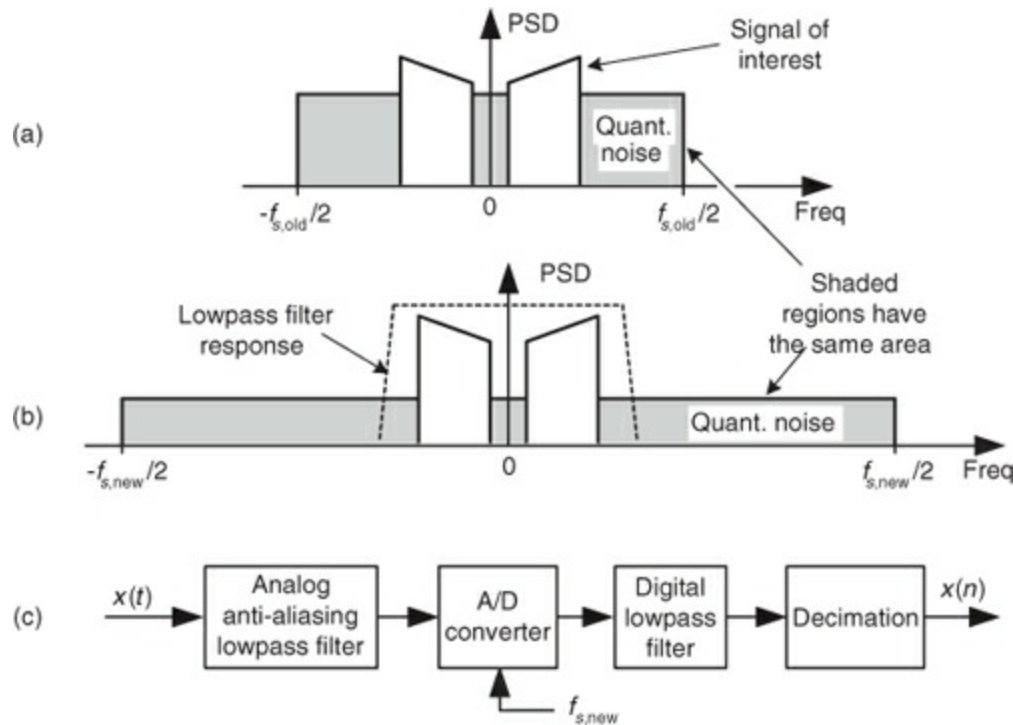 PSD
Signal of
interest
(a)
Quant.
noise
-fs,old/2
0
fs,old/2
Freq
PSD
Lowpass filter
response
Shaded
regions have
the same area
(b)
Quant. noise
-fs,new/2
0
fs,new/2
Freq
(c)
x(t)
Analog
anti-aliasing
lowpass filter
A/D
converter
Digital
lowpass
filter
Decimation
x(n)
fs,new